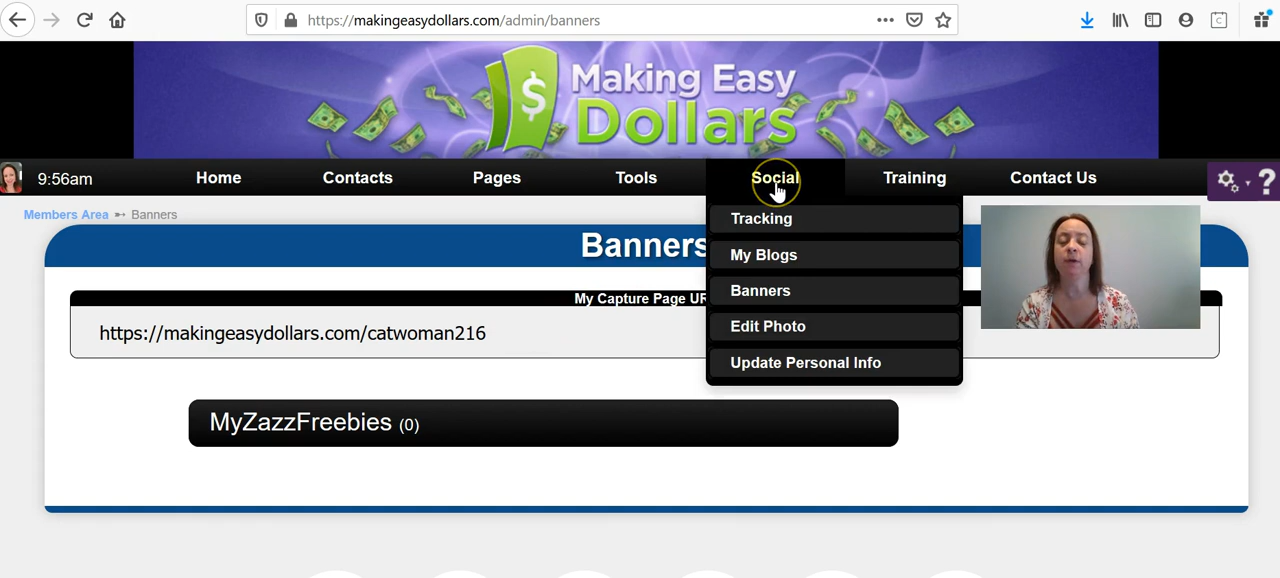 https://makingeasydollars.com/admin/banners
Making Easy
Dollars
9:56am
Home
Contacts
Pages
Tools
Social
Training
Contact Us
?
Members Area ➸ Banners
Banners
My Capture Page UR
https://makingeasydollars.com/catwoman216
Tracking
My Blogs
Banners
Edit Photo
Update Personal Info
MyZazzFreebies (0)